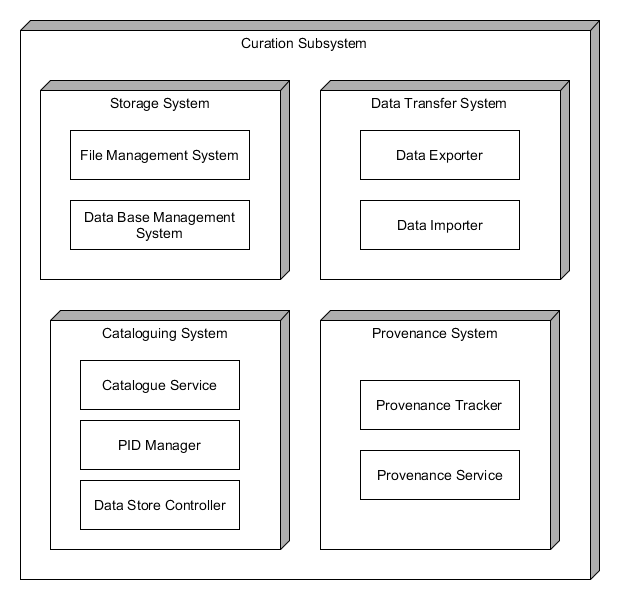 Curation Subsystem
Storage System
File Management System
Data Base Management
System
Data Transfer System
Data Exporter
Data Importer
Cataloguing System
Catalogue Service
PID Manager
Data Store Controller
Provenance System
Provenance Tracker
Provenance Service